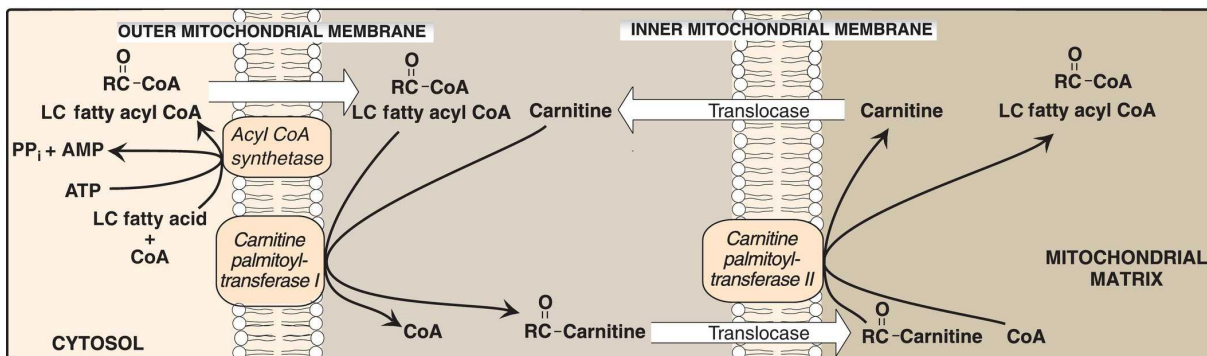 OUTER MITOCHONDRIAL MEMBRANE
INNER MITOCHONDRIAL MEMBRANE
O
RC-CoA
LC fatty acyl CoA
Acyl CoA
synthetase
PPi + AMP
ATP
LC fatty acid
+
CoA
Carnitine
palmitoyl-
transferase I
CYTOSOL
O
RC-CoA
LC fatty acyl CoA
Carnitine
Translocase
Carnitine
O
RC-CoA
LC fatty acyl CoA
CoA
O
RC-Carnitine
Translocase
Carnitine
palmitoyl-
transferase II
O
RC-Carnitine
CoA
MITOCHONDRIAL
MATRIX